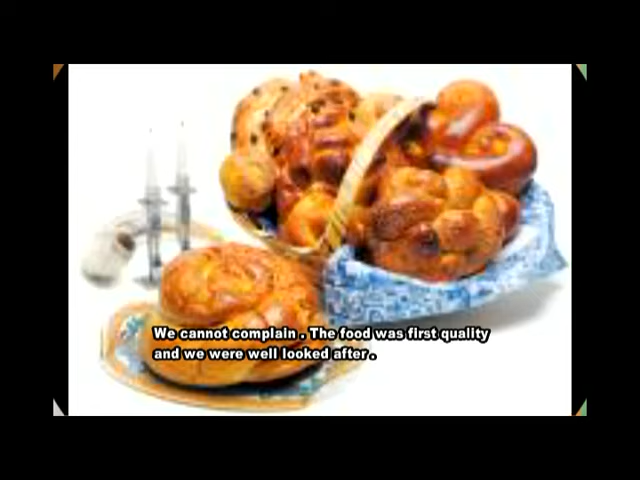 We cannot complain . The food was first quality
and we were well looked after .